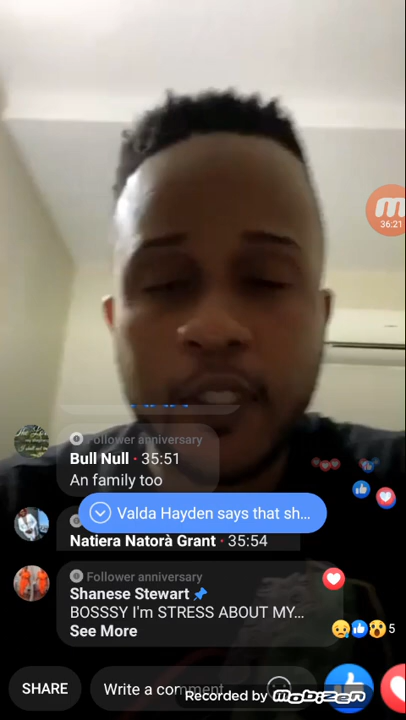 36:21
Follower anniversary
Bull Null • 35:51
An family too
Valda Hayden says that sh...
Natiera Natorà Grant • 35:54
Follower anniversary
Shanese Stewart
BOSSSY I'm STRESS ABOUT MY...
See More
5
SHARE
Write a comment
Recorded by mobizen